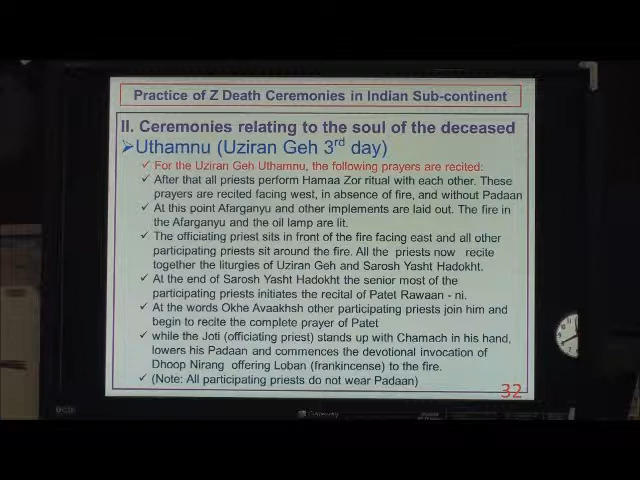 Practice of Z Death Ceremonies in Indian Sub-continent
II. Ceremonies relating to the soul of the deceased
➢Uthamnu (Uziran Geh 3rd day)
✓ For the Uziran Geh Uthamnu, the following prayers are recited:
✓ After that all priests perform Hamaa Zor ritual with each other. These
prayers are recited facing west, in absence of fire, and without Padaan
✓ At this point Afarganyu and other implements are laid out. The fire in
the Afarganyu and the oil lamp are lit.
✓ The officiating priest sits in front of the fire facing east and all other
participating priests sit around the fire. All the priests now recite
together the liturgies of Uziran Geh and Sarosh Yasht Hadokht.
✓ At the end of Sarosh Yasht Hadokht the senior most of the
participating priests initiates the recital of Patet Rawaan - ni.
✓ At the words Okhe Avaakhsh other participating priests join him and
begin to recite the complete prayer of Patet
✓ while the Joti (officiating priest) stands up with Chamach in his hand,
lowers his Padaan and commences the devotional invocation of
Dhoop Nirang offering Loban (frankincense) to the fire.
✓ (Note: All participating priests do not wear Padaan)
32